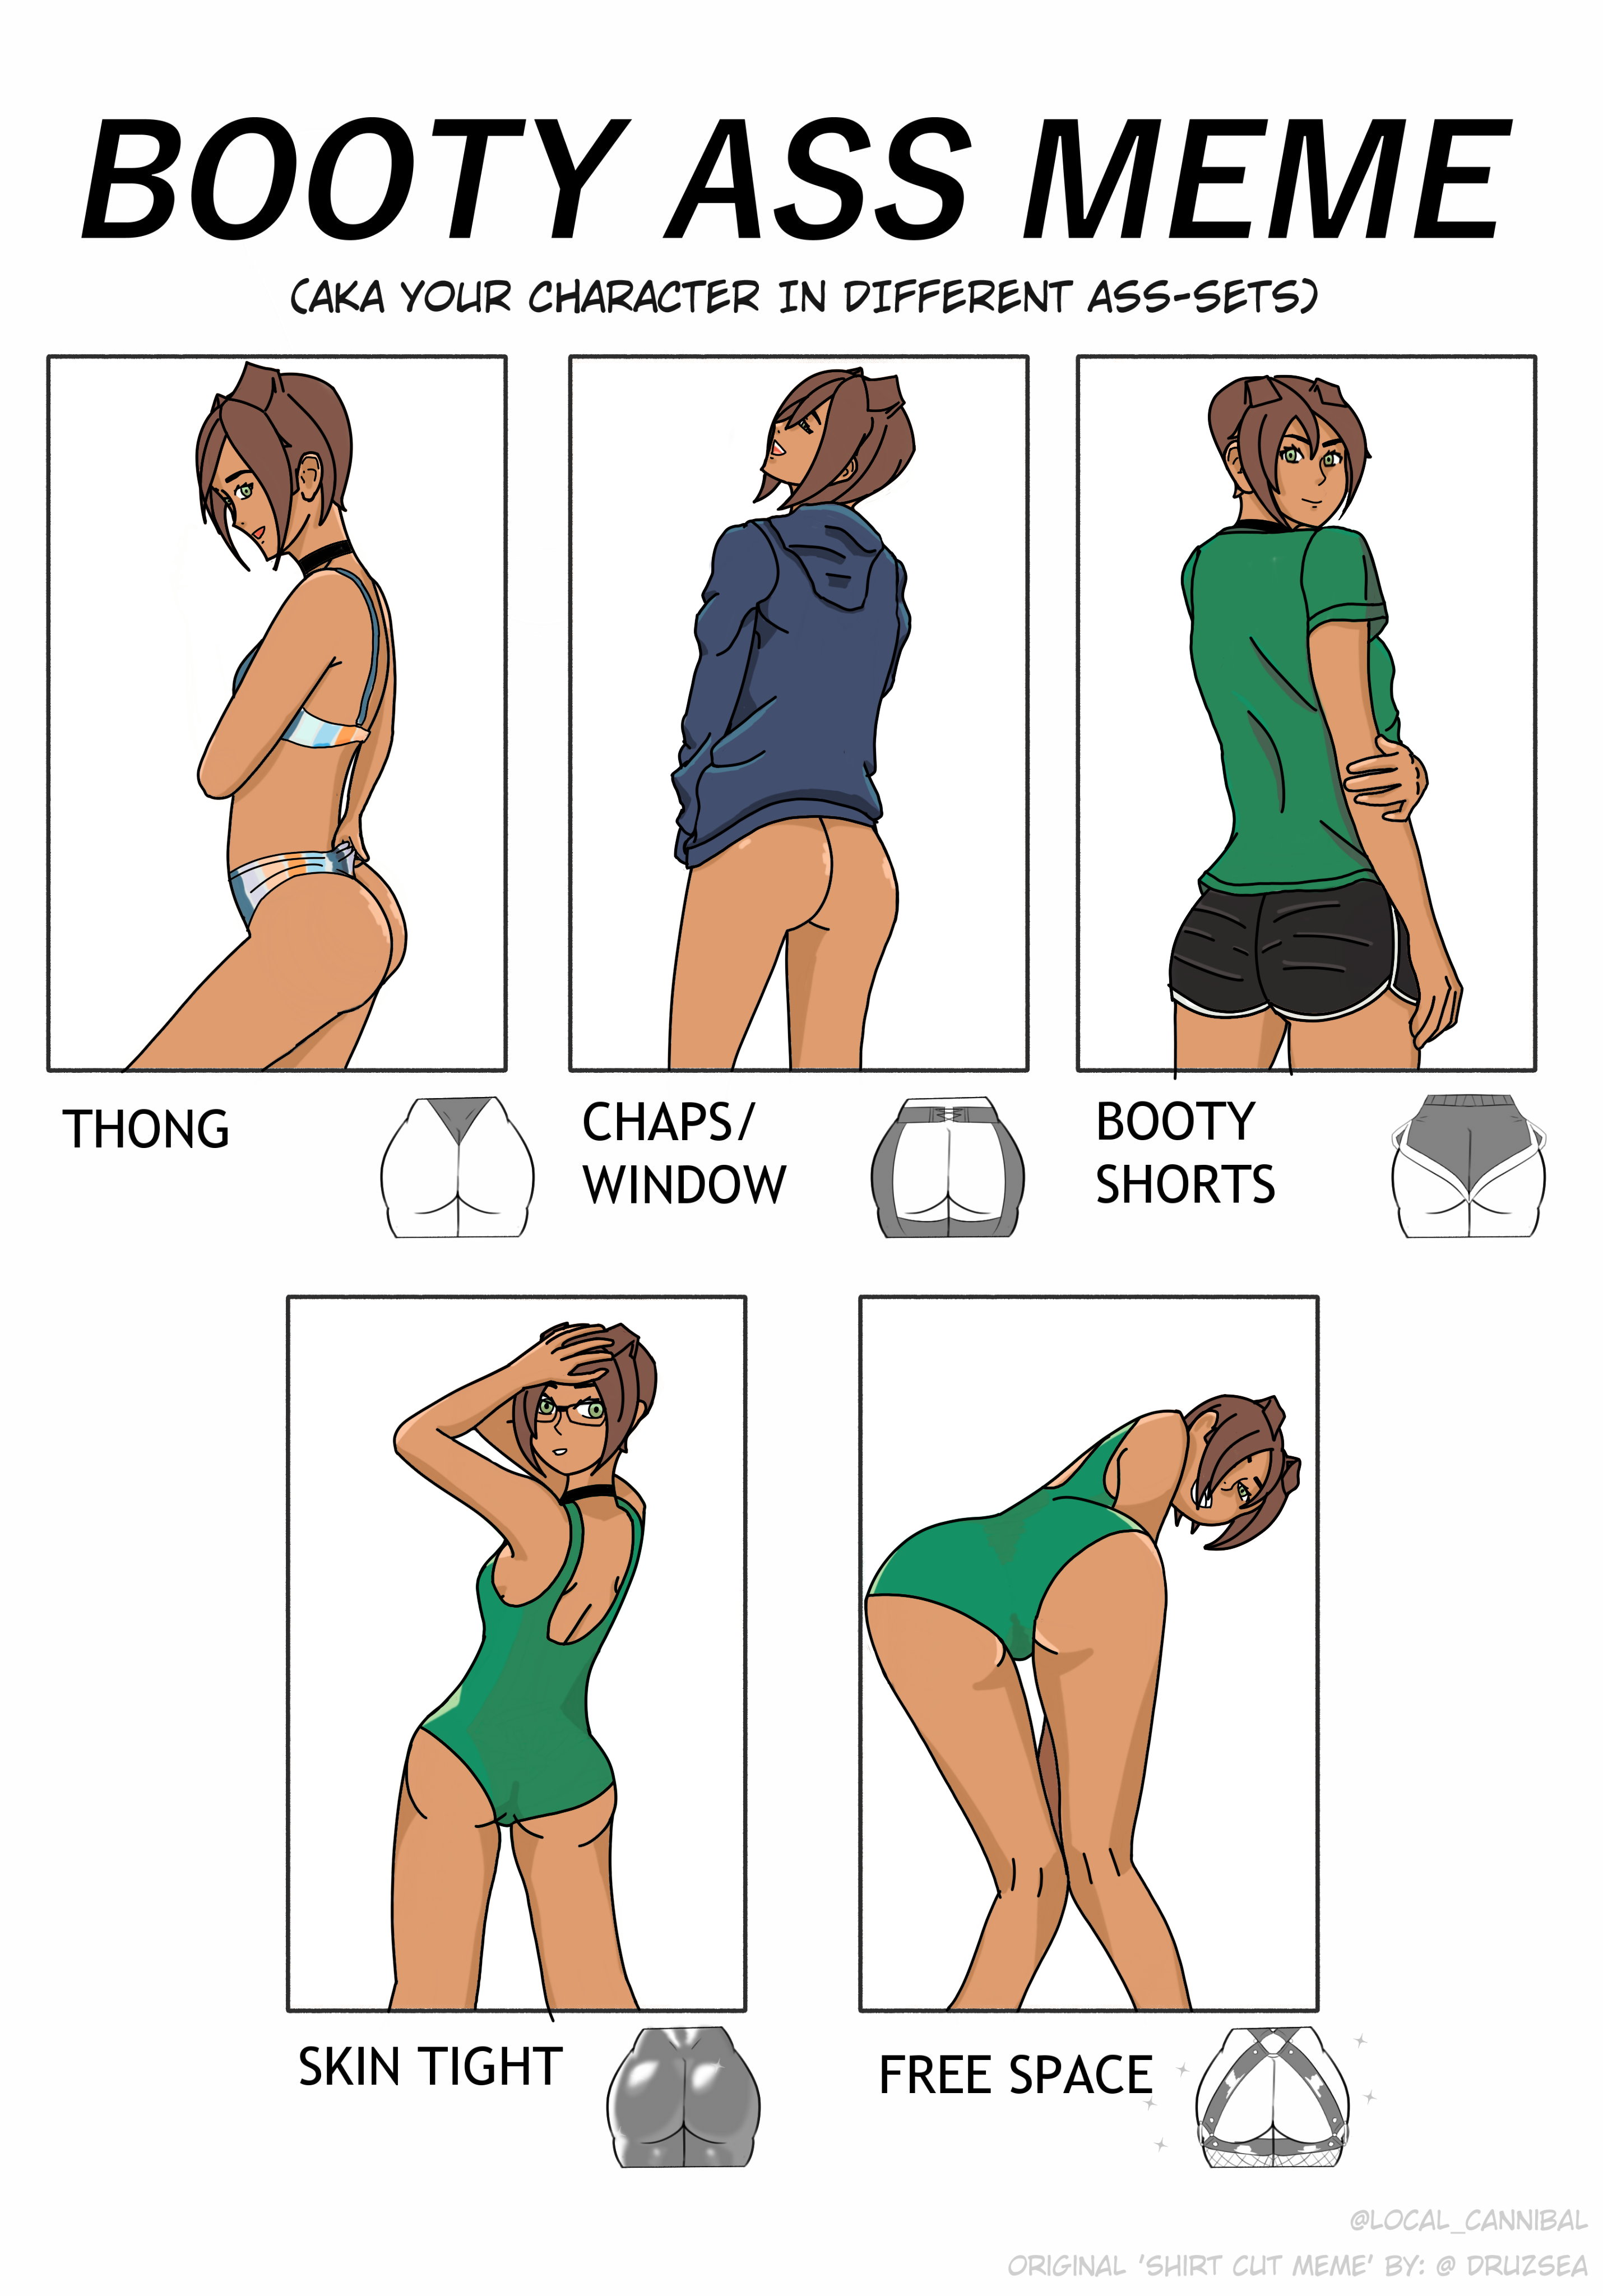 BOOTY ASS MEME
(AKA YOUR CHARACTER IN DIFFERENT ASS-SETS)
THONG
CHAPS/
WINDOW
BOOTY
SHORTS
SKIN TIGHT
FREE SPACE
@LOCAL_CANNIBAL
ORIGINAL 'SHIRT CUT MEME' BY: @ DRUZSEA